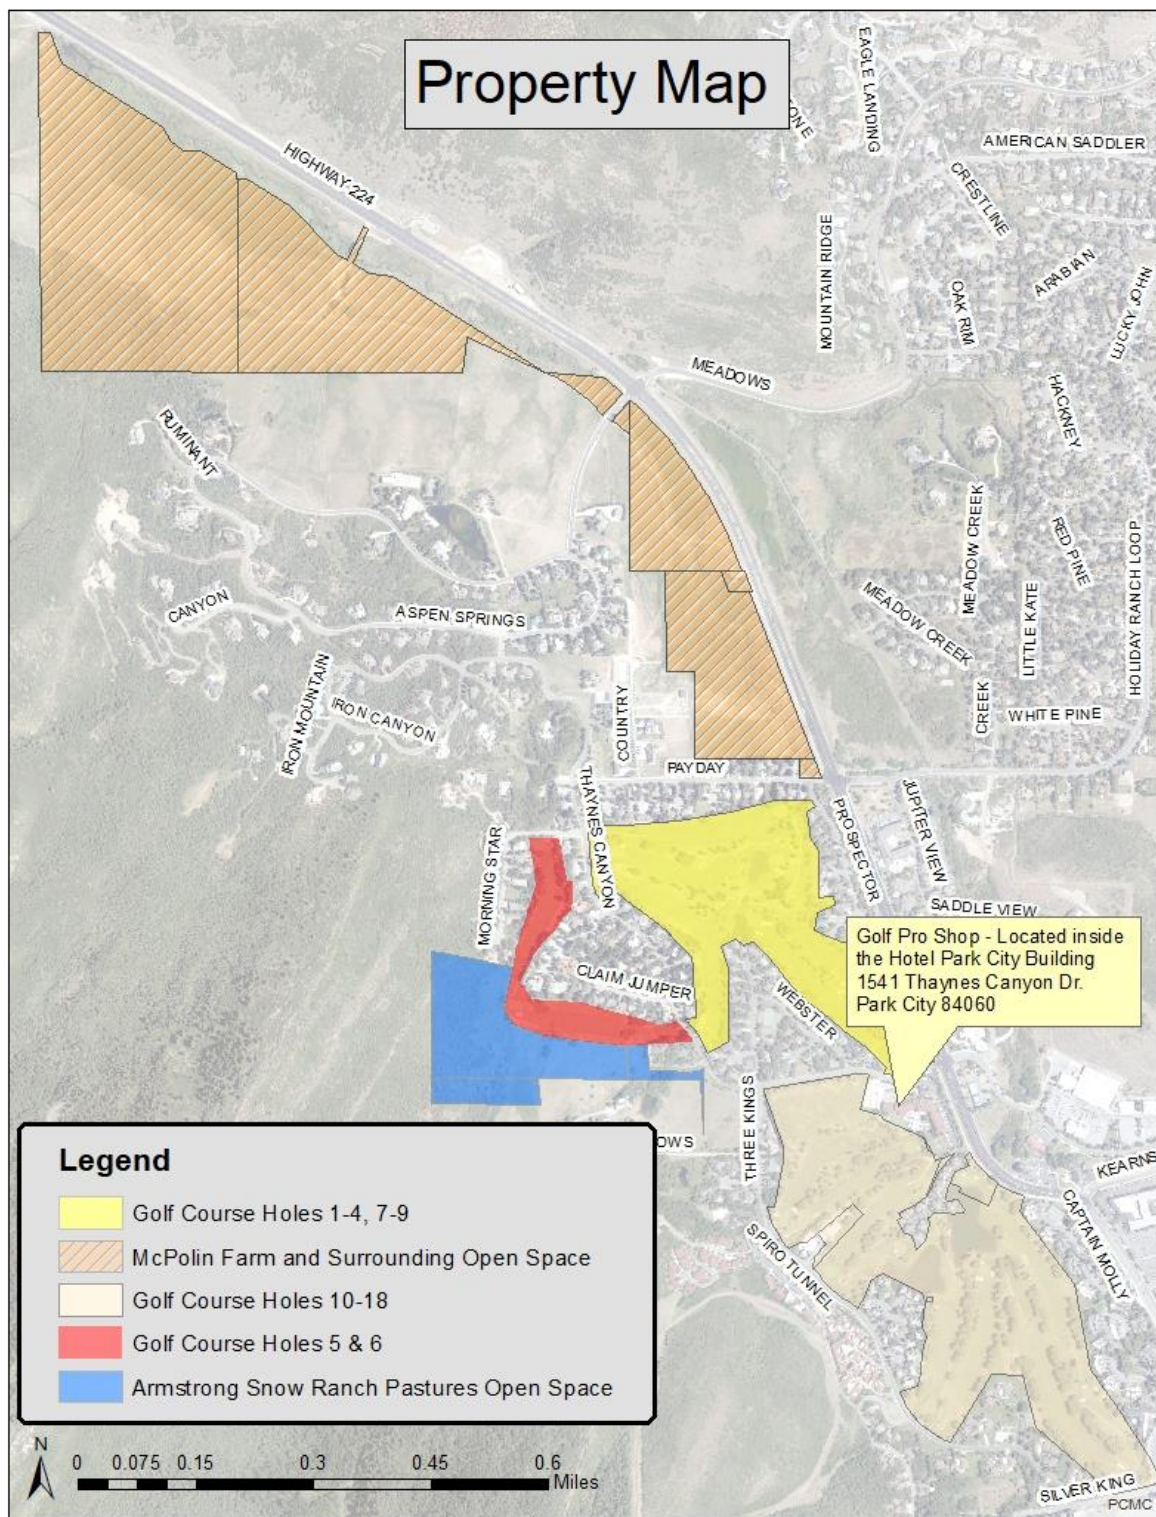 Property Map
EAGLE LANDING
TONE
AMERICAN SADDLER
HIGHWAY 224
CRESTLINE
MOUNTAIN RIDGE
ARABIAN
OAK RIM
LUCKY JOHN
MEADOWS
HACKNEY
RUMINANT
MEADOW CREEK
RED PINE
HOLIDAY RANCH LOOP
CANYON
ASPEN SPRINGS
MEADOW CREEK
LITTLE KATE
IRON MOUNTAIN
IRON CANYON
COUNTRY
CREEK
WHITE PINE
PAYDAY
THAYNES CANYON
PROSPECTOR
JUPITER VIEW
MORNING STAR
SADDLE VIEW
Golf Pro Shop - Located inside
the Hotel Park City Building
1541 Thaynes Canyon Dr.
Park City 84060
CLAIM JUMPER
WEBSTER
THREE KINGS
OWS
KEARNS
SPIRO TUNNEL
CAPTAIN MOLLY
SILVER KING
Legend
Golf Course Holes 1-4, 7-9
McPolin Farm and Surrounding Open Space
Golf Course Holes 10-18
Golf Course Holes 5 & 6
Armstrong Snow Ranch Pastures Open Space
N
0 0.075 0.15 0.3 0.45 0.6
Miles
PCMC